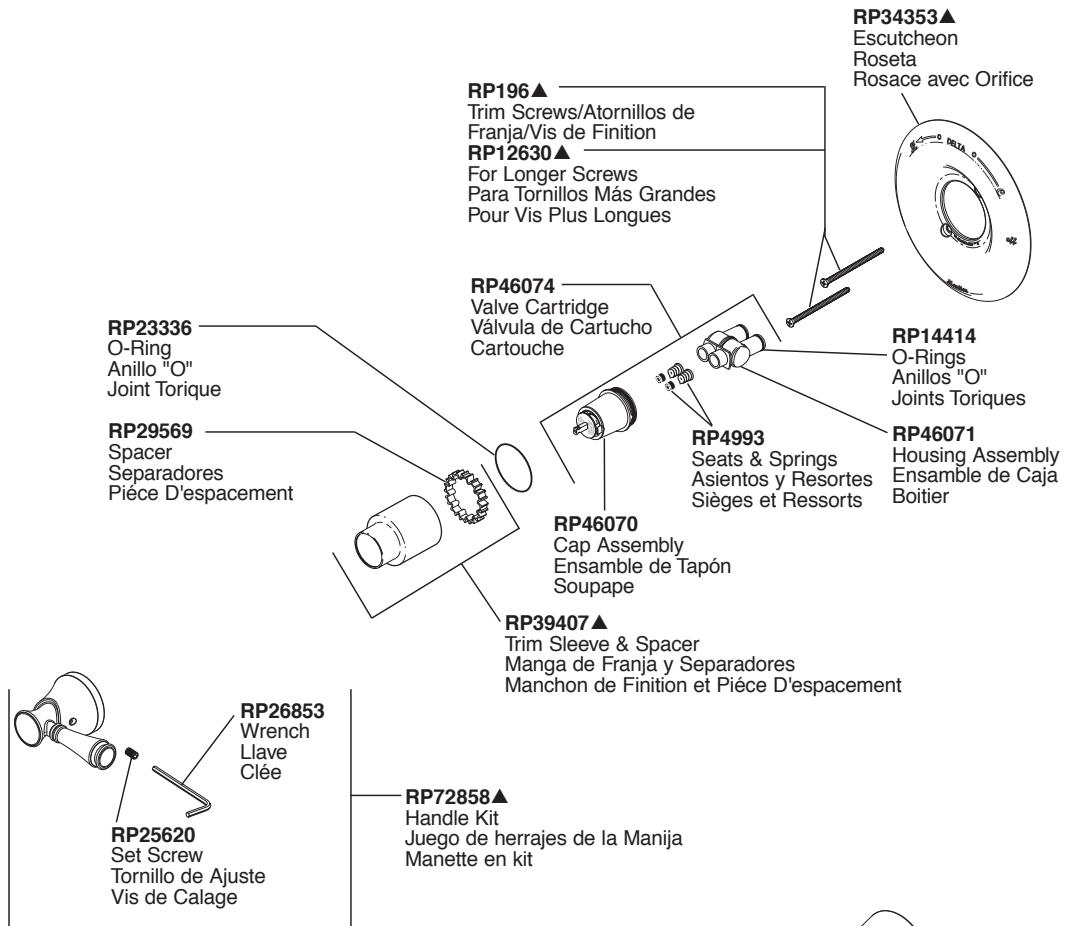 RP34353▲
Escutcheon
Roseta
Rosace avec Orifice
RP196▲
Trim Screws/Atornillos de
Franja/Vis de Finition
RP12630▲
For Longer Screws
Para Tornillos Más Grandes
Pour Vis Plus Longues
DELTA
RP46074
Valve Cartridge
Válvula de Cartucho
Cartouche
RP23336
O-Ring
Anillo "O"
Joint Torique
RP14414
O-Rings
Anillos "O"
Joints Toriques
RP29569
Spacer
Separadores
Piéce D'espacement
RP4993
Seats & Springs
Asientos y Resortes
Sièges et Ressorts
RP46071
Housing Assembly
Ensamble de Caja
Boitier
RP46070
Cap Assembly
Ensamble de Tapón
Soupape
RP39407▲
Trim Sleeve & Spacer
Manga de Franja y Separadores
Manchon de Finition et Piéce D'espacement
RP26853
Wrench
Llave
Clée
RP72858▲
Handle Kit
Juego de herrajes de la Manija
Manette en kit
RP25620
Set Screw
Tornillo de Ajuste
Vis de Calage